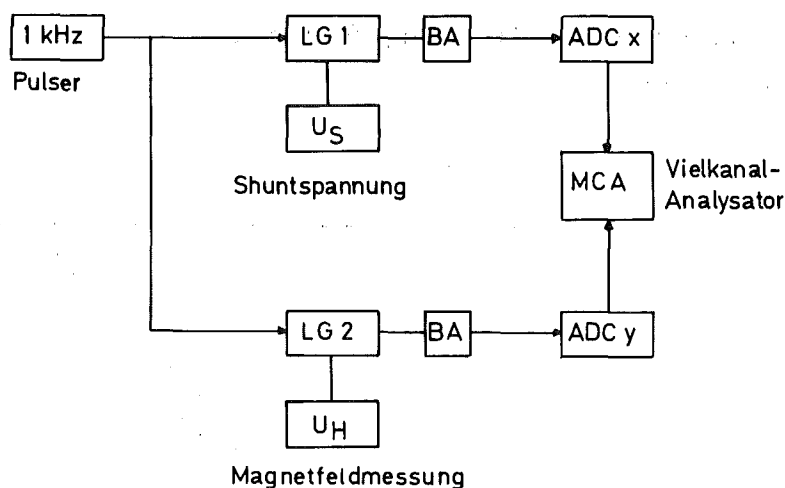 1 kHz
Pulser
LG 1
BA
ADC x
U_S
Shuntspannung
MCA
Vielkanal-
Analysator
LG 2
BA
ADC y
U_H
Magnetfeldmessung